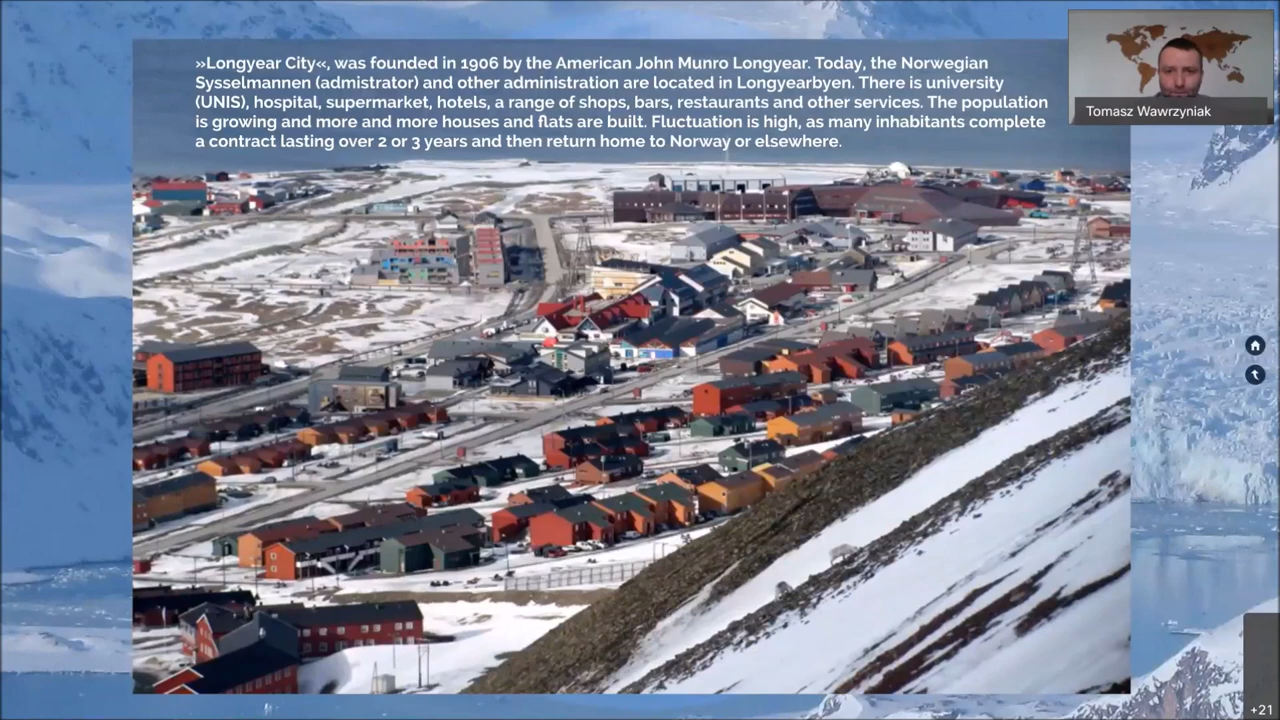 »Longyear City«, was founded in 1906 by the American John Munro Longyear. Today, the Norwegian
Sysselmannen (admistrator) and other administration are located in Longyearbyen. There is university
(UNIS), hospital, supermarket, hotels, a range of shops, bars, restaurants and other services. The population
is growing and more and more houses and flats are built. Fluctuation is high, as many inhabitants complete
a contract lasting over 2 or 3 years and then return home to Norway or elsewhere.
Tomasz Wawrzyniak
+21